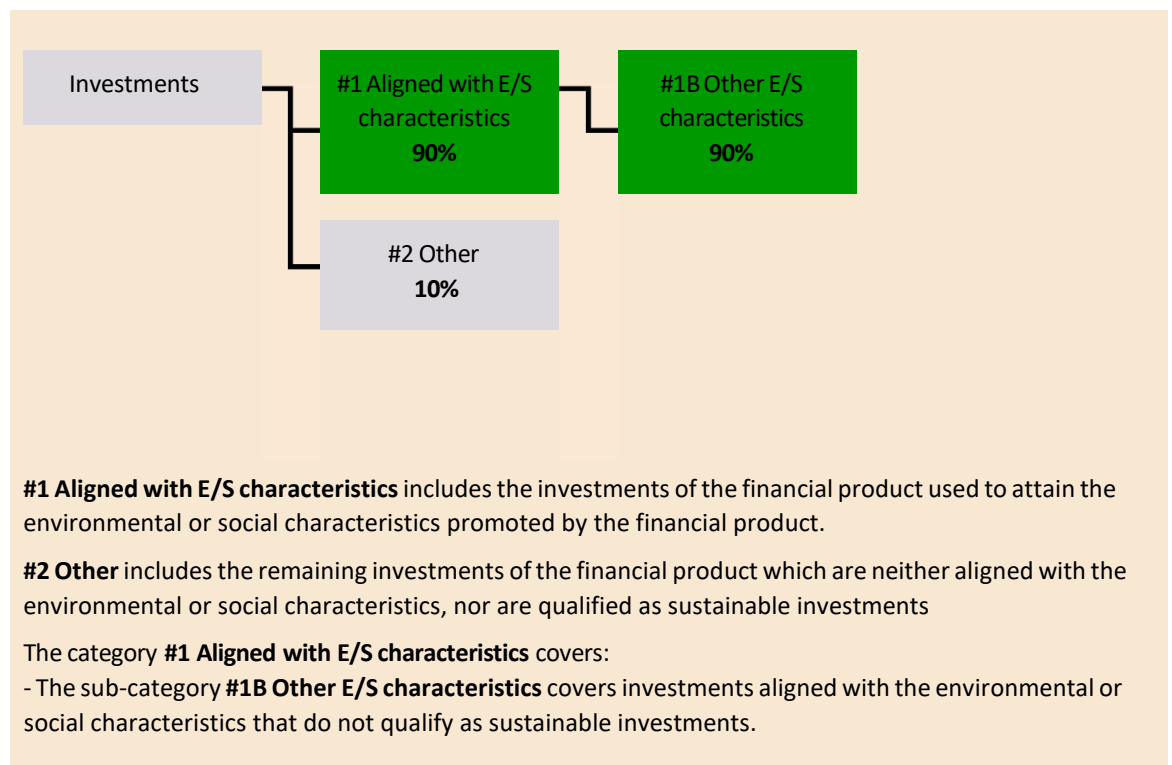 Investments
#1 Aligned with E/S
characteristics
90%
#1B Other E/S
characteristics
90%
#2 Other
10%
#1 Aligned with E/S characteristics includes the investments of the financial product used to attain the
environmental or social characteristics promoted by the financial product.
#2 Other includes the remaining investments of the financial product which are neither aligned with the
environmental or social characteristics, nor are qualified as sustainable investments
The category #1 Aligned with E/S characteristics covers:
- The sub-category #1B Other E/S characteristics covers investments aligned with the environmental or
social characteristics that do not qualify as sustainable investments.